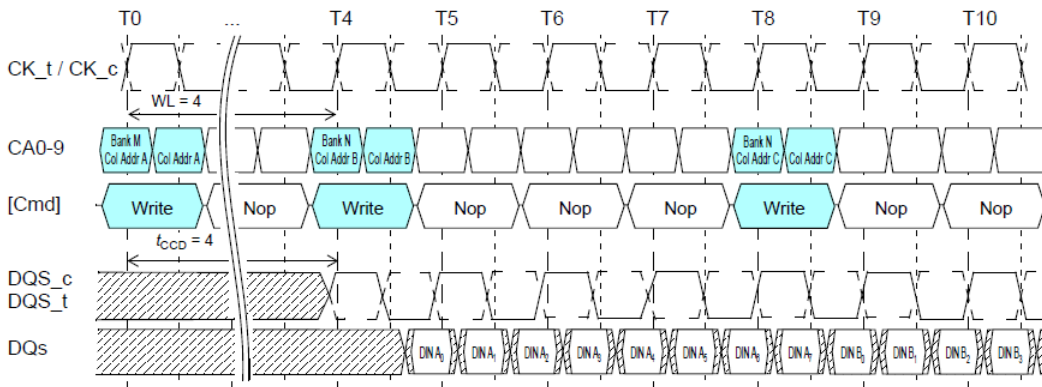 T0 ... T4 T5 T6 T7 T8 T9 T10
CK_t / CK_c
WL = 4
CA0-9
Bank M
Col Addr A
Col Addr A
Bank N
Col Addr B
Col Addr B
Bank N
Col Addr C
Col Addr C
[Cmd] Write Nop Write Nop Nop Nop Write Nop Nop
tCCD = 4
DQS_c
DQS_t
DQs DIN A0 DIN A1 DIN A2 DIN A3 DIN A4 DIN A5 DIN A6 DIN A7 DIN B0 DIN B1 DIN B2 DIN B3